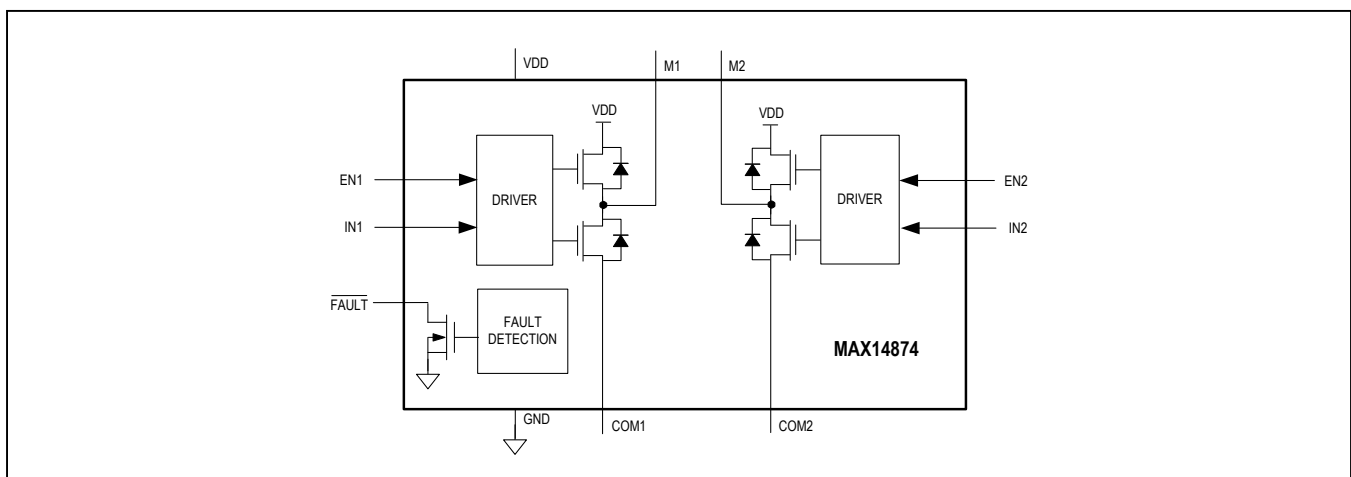 VDD
M1
M2
VDD
VDD
EN1
DRIVER
DRIVER
EN2
IN1
IN2
FAULT
FAULT
DETECTION
MAX14874
GND
COM1
COM2